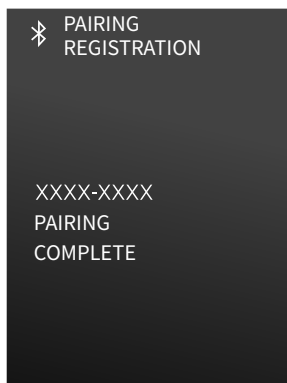 PAIRING
REGISTRATION
XXXX-XXXX
PAIRING
COMPLETE